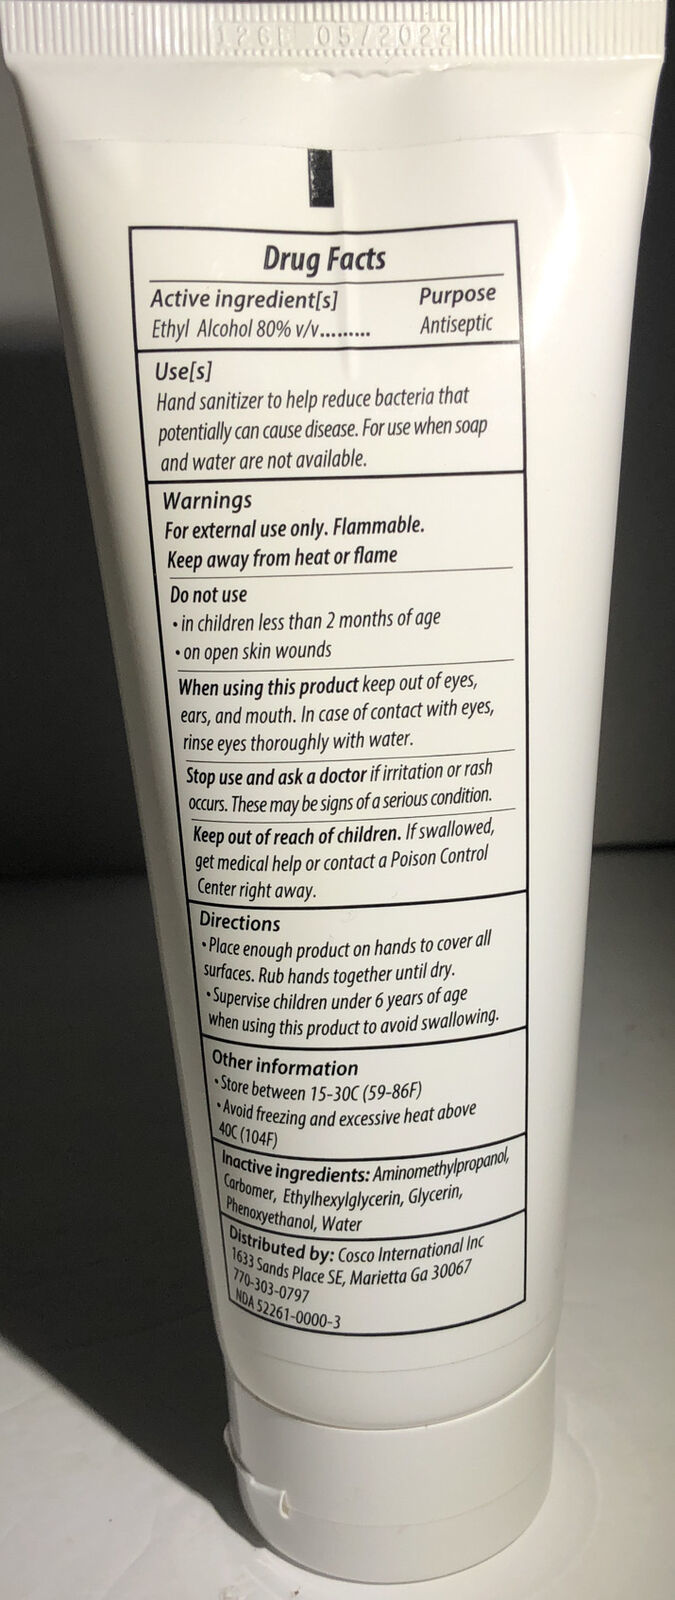 05/2022
Drug Facts
Active ingredient[s] Purpose
Ethyl Alcohol 80% v/v......... Antiseptic
Use[s]
Hand sanitizer to help reduce bacteria that
potentially can cause disease. For use when soap
and water are not available.
Warnings
For external use only. Flammable.
Keep away from heat or flame
Do not use
• in children less than 2 months of age
• on open skin wounds
When using this product keep out of eyes,
ears, and mouth. In case of contact with eyes,
rinse eyes thoroughly with water.
Stop use and ask a doctor if irritation or rash
occurs. These may be signs of a serious condition.
Keep out of reach of children. If swallowed,
get medical help or contact a Poison Control
Center right away.
Directions
• Place enough product on hands to cover all
surfaces. Rub hands together until dry.
• Supervise children under 6 years of age
when using this product to avoid swallowing.
Other information
• Store between 15-30C (59-86F)
• Avoid freezing and excessive heat above
40C (104F)
Inactive ingredients: Aminomethylpropanol,
Carbomer, Ethylhexylglycerin, Glycerin,
Phenoxyethanol, Water
Distributed by: Cosco International Inc
1633 Sands Place SE, Marietta Ga 30067
770-303-0797
NDA 52261-0000-3